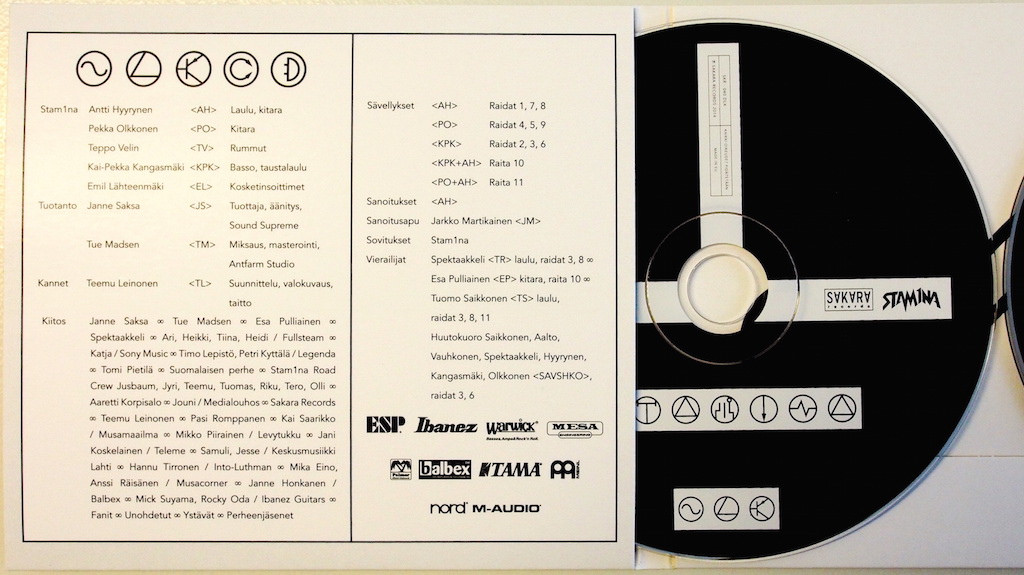 Stam1na Antti Hyyrynen <AH> Laulu, kitara
Pekka Olkkonen <PO> Kitara
Teppo Velin <TV> Rummut
Kai-Pekka Kangasmäki <KPK> Basso, taustalaulu
Emil Lähteenmäki <EL> Kosketinsoittimet
Tuotanto Janne Saksa <JS> Tuottaja, äänitys,
Sound Supreme
Tue Madsen <TM> Miksaus, masterointi,
Antfarm Studio
Kannet Teemu Leinonen <TL> Suunnittelu, valokuvaus,
taitto
Kiitos Janne Saksa ∞ Tue Madsen ∞ Esa Pulliainen ∞
Spektaakkeli ∞ Ari, Heikki, Tiina, Heidi / Fullsteam ∞
Katja / Sony Music ∞ Timo Lepistö, Petri Kyttälä / Legenda
∞ Tomi Pietilä ∞ Suomalaisen perhe ∞ Stam1na Road
Crew Jusbaum, Jyri, Teemu, Tuomas, Riku, Tero, Olli ∞
Aaretti Korpisalo ∞ Jouni / Medialouhos ∞ Sakara Records
∞ Teemu Leinonen ∞ Pasi Romppanen ∞ Kai Saarikko
/ Musamaailma ∞ Mikko Piirainen / Levytukku ∞ Jani
Koskelainen / Teleme ∞ Samuli, Jesse / Keskusmusiikki
Lahti ∞ Hannu Tirronen / Into-Luthman ∞ Mika Eino,
Anssi Räisänen / Musacorner ∞ Janne Honkanen /
Balbex ∞ Mick Suyama, Rocky Oda / Ibanez Guitars ∞
Fanit ∞ Unohdetut ∞ Ystävät ∞ Perheenjäsenet
Sävellykset <AH> Raidat 1, 7, 8
<PO> Raidat 4, 5, 9
<KPK> Raidat 2, 3, 6
<KPK+AH> Raita 10
<PO+AH> Raita 11
Sanoitukset <AH>
Sanoitusapu Jarkko Martikainen <JM>
Sovitukset Stam1na
Vierailijat Spektaakkeli <TR> laulu, raidat 3, 8 ∞
Esa Pulliainen <EP> kitara, raita 10 ∞
Tuomo Saikkonen <TS> laulu,
raidat 3, 8, 11
Huutokuoro Saikkonen, Aalto,
Vauhkonen, Spektaakkeli, Hyyrynen,
Kangasmäki, Olkkonen <SAVSHKO>,
raidat 3, 6
ESP Ibanez Warwick MESA
balbex TAMA
nord M-AUDIO
SAKARA records STAM1NA